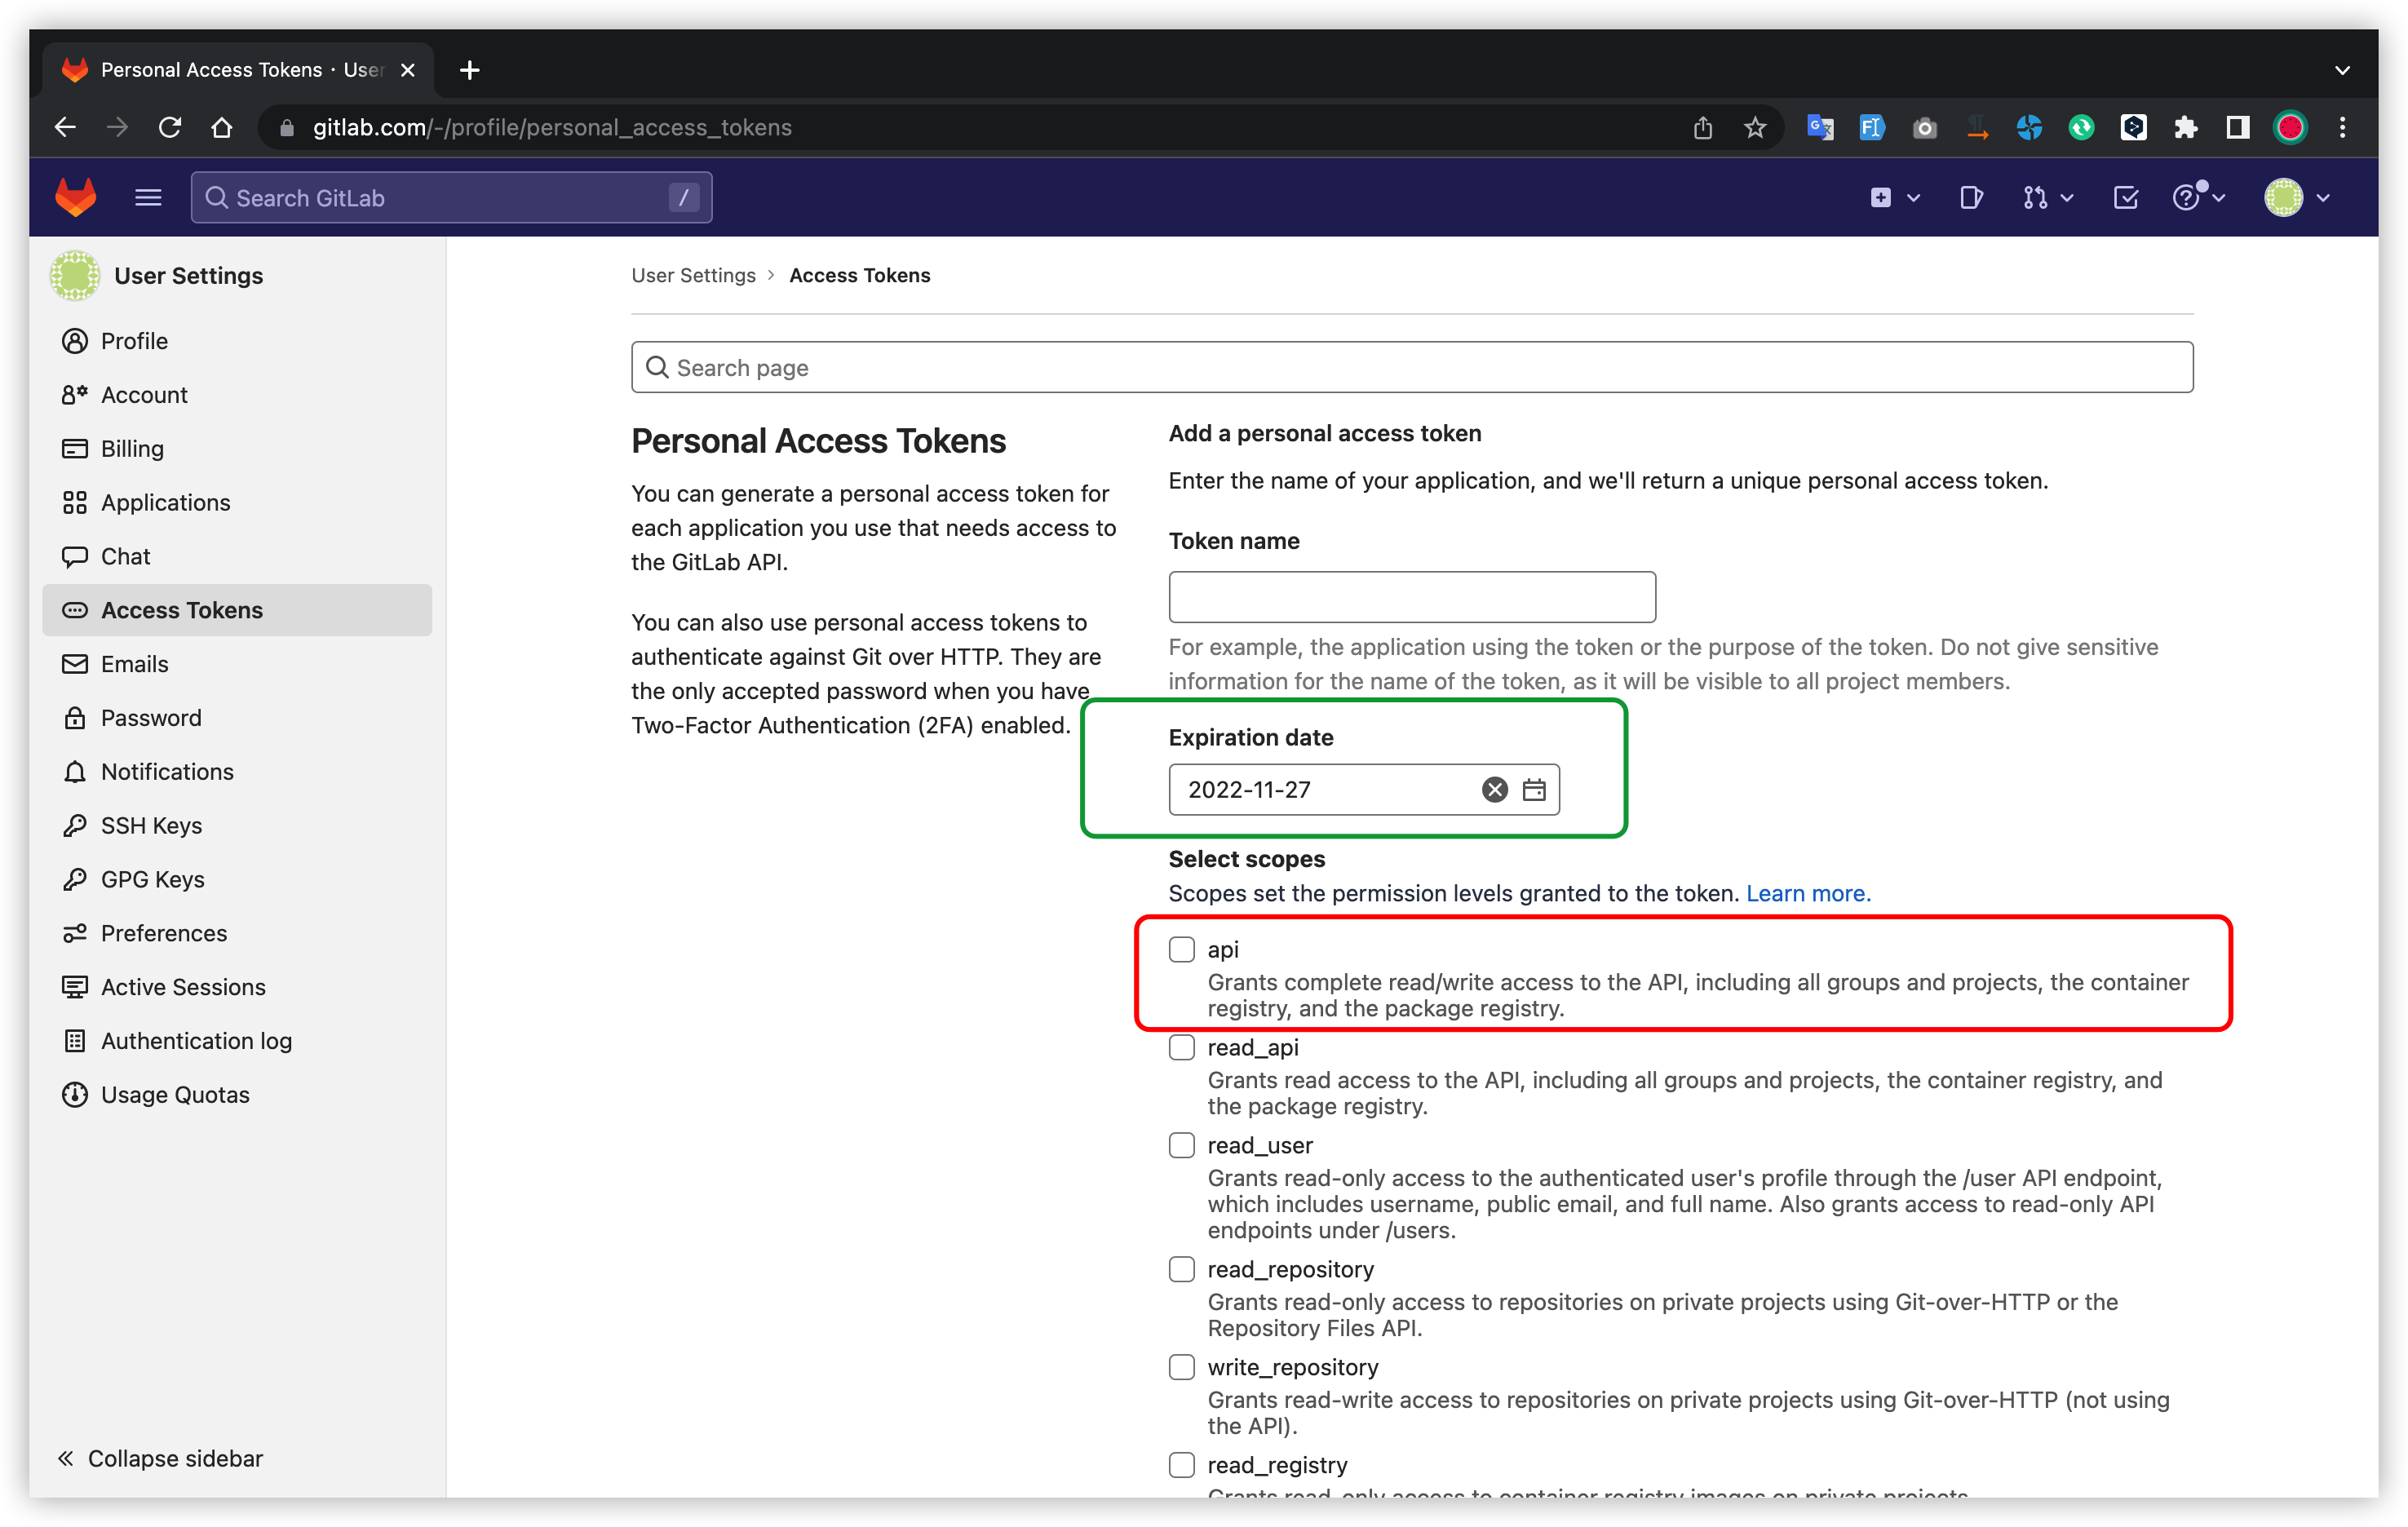 Personal Access Tokens · User
gitlab.com/-/profile/personal_access_tokens
Search GitLab /
User Settings
Profile
Account
Billing
Applications
Chat
Access Tokens
Emails
Password
Notifications
SSH Keys
GPG Keys
Preferences
Active Sessions
Authentication log
Usage Quotas
Collapse sidebar
User Settings > Access Tokens
Search page
Personal Access Tokens
You can generate a personal access token for
each application you use that needs access to
the GitLab API.
You can also use personal access tokens to
authenticate against Git over HTTP. They are
the only accepted password when you have
Two-Factor Authentication (2FA) enabled.
Add a personal access token
Enter the name of your application, and we'll return a unique personal access token.
Token name
For example, the application using the token or the purpose of the token. Do not give sensitive
information for the name of the token, as it will be visible to all project members.
Expiration date
2022-11-27
Select scopes
Scopes set the permission levels granted to the token. Learn more.
api
Grants complete read/write access to the API, including all groups and projects, the container
registry, and the package registry.
read_api
Grants read access to the API, including all groups and projects, the container registry, and
the package registry.
read_user
Grants read-only access to the authenticated user's profile through the /user API endpoint,
which includes username, public email, and full name. Also grants access to read-only API
endpoints under /users.
read_repository
Grants read-only access to repositories on private projects using Git-over-HTTP or the
Repository Files API.
write_repository
Grants read-write access to repositories on private projects using Git-over-HTTP (not using
the API).
read_registry
Grants read-only access to container registry images on private projects.